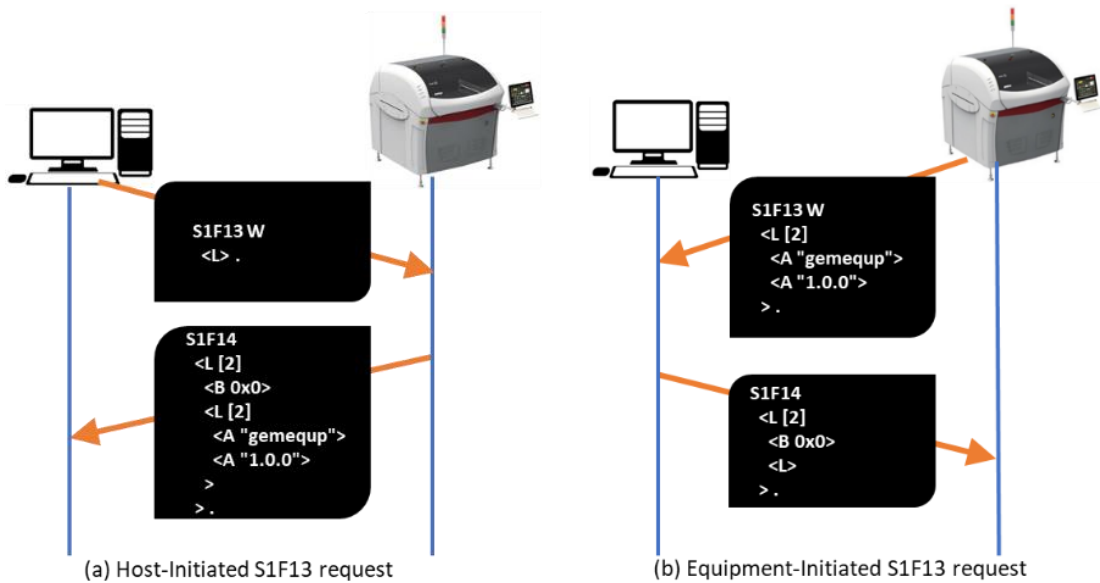 S1F13 W
<L> .
S1F14
<L [2]
<B 0x0>
<L [2]
<A "gemequp">
<A "1.0.0">
>
> .
(a) Host-Initiated S1F13 request
S1F13 W
<L [2]
<A "gemequp">
<A "1.0.0">
> .
S1F14
<L [2]
<B 0x0>
<L>
> .
(b) Equipment-Initiated S1F13 request